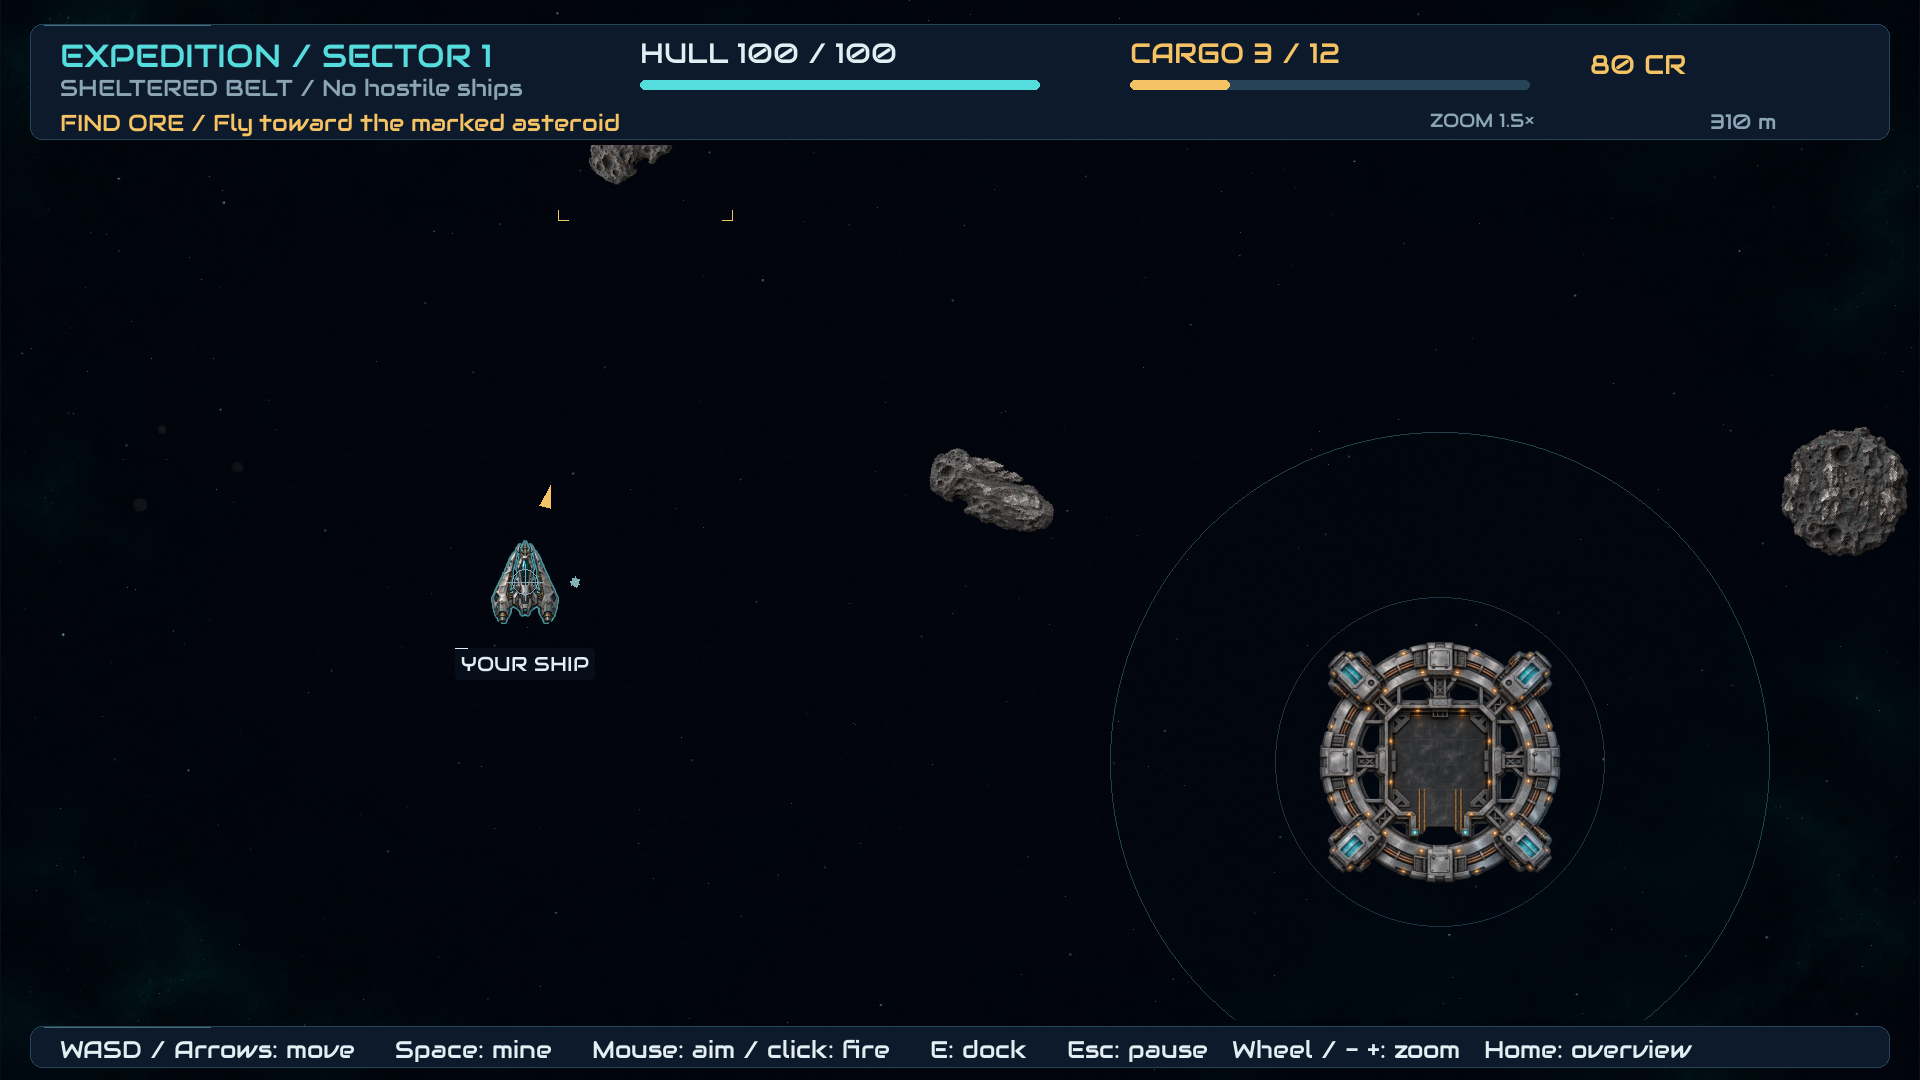 EXPEDITION / SECTOR 1
SHELTERED BELT / No hostile ships
FIND ORE / Fly toward the marked asteroid
HULL 100 / 100
CARGO 3 / 12
80 CR
ZOOM 1.5×
310 m
YOUR SHIP
WASD / Arrows: move Space: mine Mouse: aim / click: fire E: dock Esc: pause Wheel / - +: zoom Home: overview